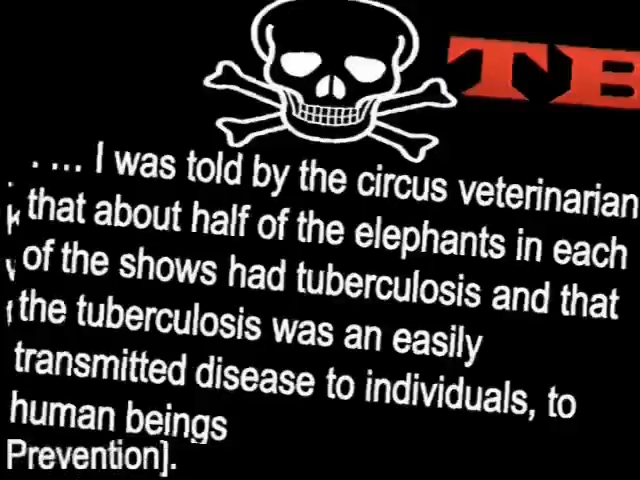 TB
. ... I was told by the circus veterinarian
that about half of the elephants in each
of the shows had tuberculosis and that
the tuberculosis was an easily
transmitted disease to individuals, to
human beings
Prevention].